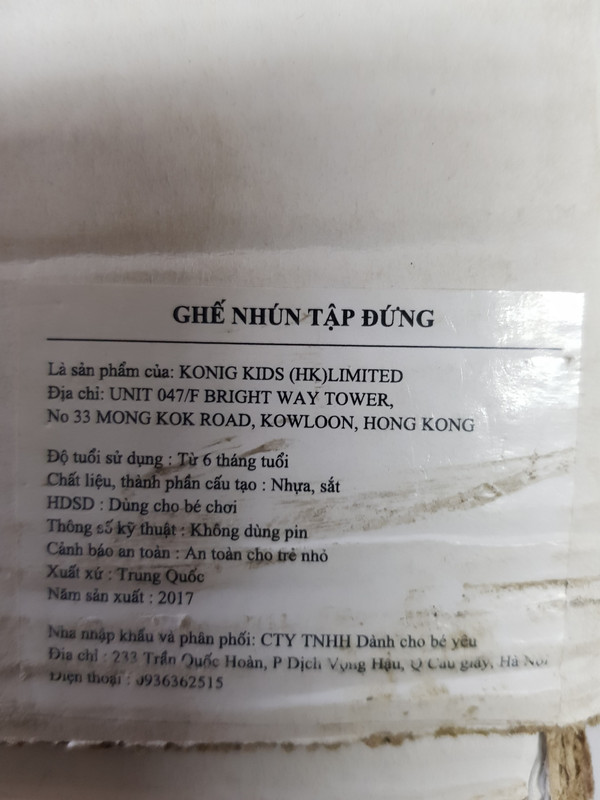 GHẾ NHÚN TẬP ĐỨNG
Là sản phẩm của: KONIG KIDS (HK)LIMITED
Địa chỉ: UNIT 047/F BRIGHT WAY TOWER,
No 33 MONG KOK ROAD, KOWLOON, HONG KONG
Độ tuổi sử dụng : Từ 6 tháng tuổi
Chất liệu, thành phần cấu tạo : Nhựa, sắt
HDSD : Dùng cho bé chơi
Thông số kỹ thuật : Không dùng pin
Cảnh báo an toàn : An toàn cho trẻ nhỏ
Xuất xứ : Trung Quốc
Năm sản xuất : 2017
Nhà nhập khẩu và phân phối: CTY TNHH Dành cho bé yêu
Địa chỉ : 233 Trần Quốc Hoàn, P Dịch Vọng Hậu, Q Cầu giấy, Hà Nội
Điện thoại : 0936362515